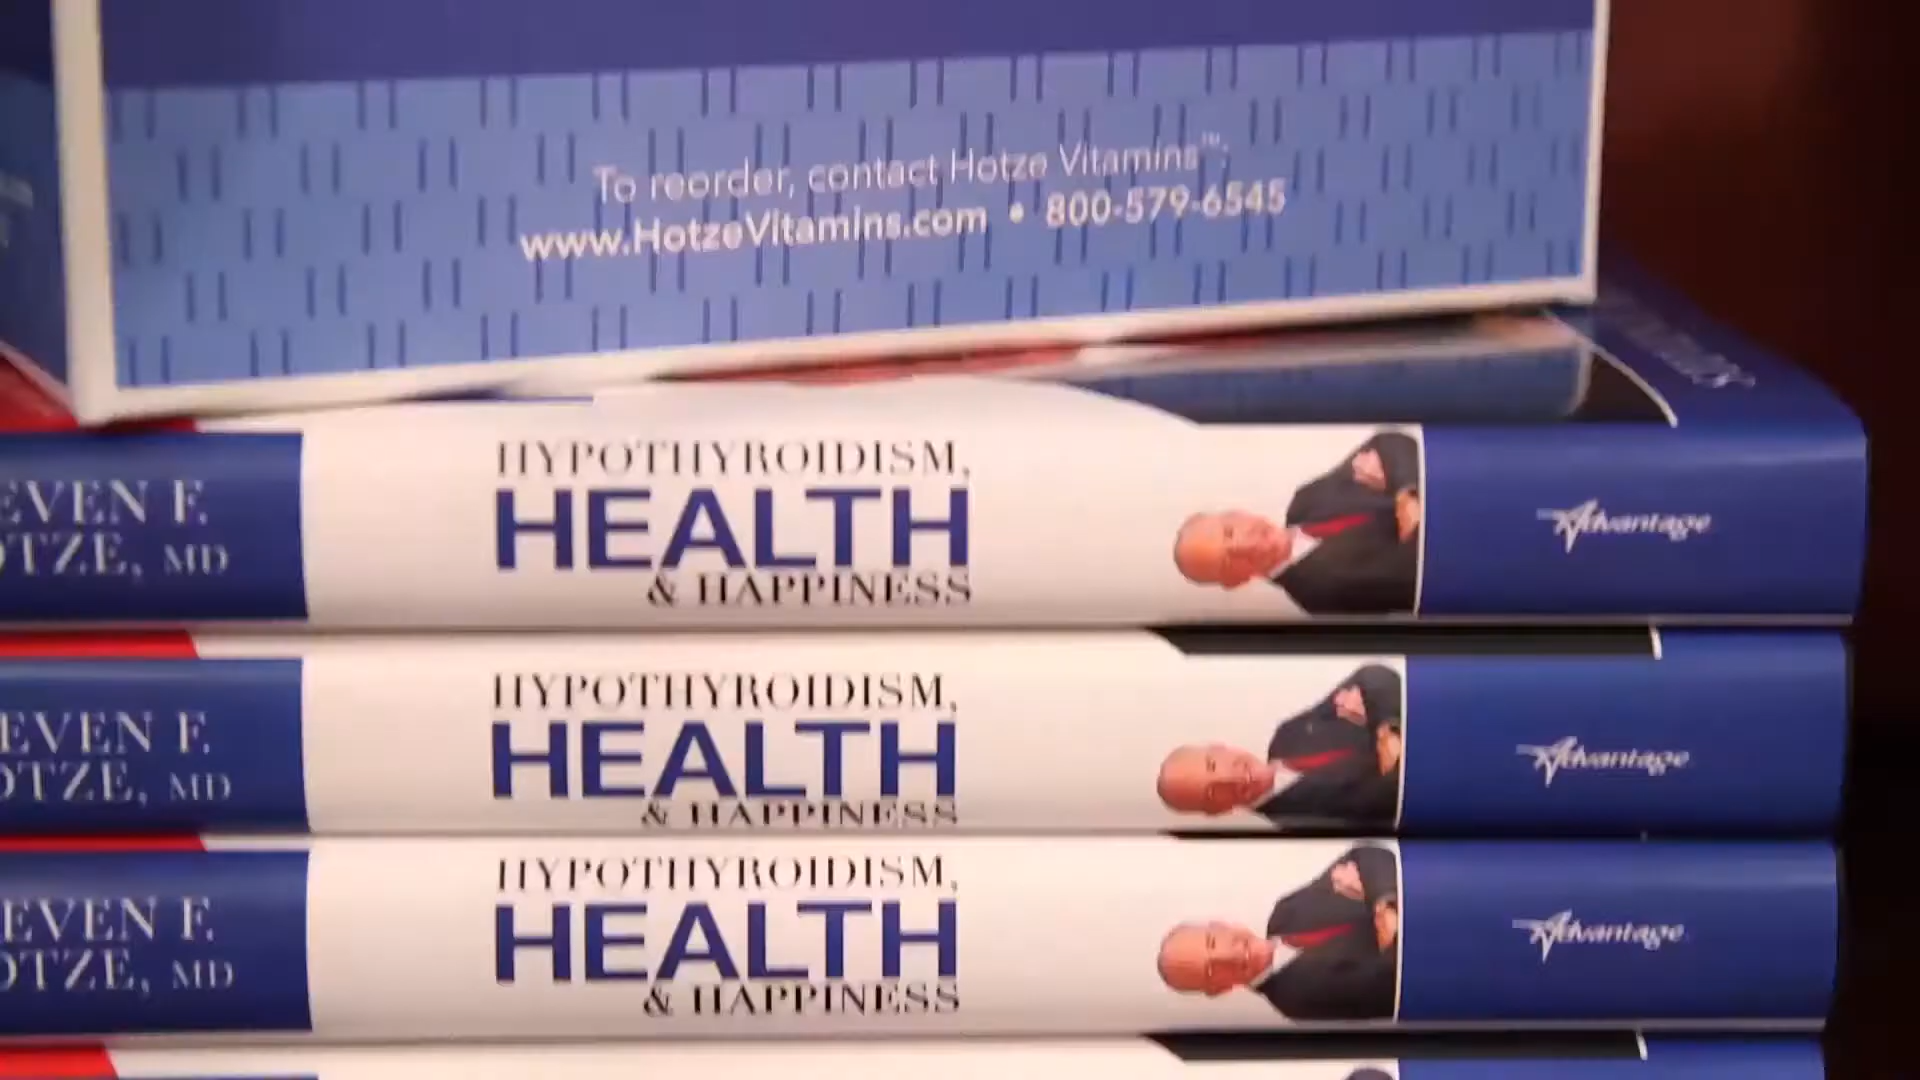 To reorder, contact Hotze Vitamins™:
www.HotzeVitamins.com • 800-579-6545
EVEN F.
OTZE, MD
HYPOTHYROIDISM,
HEALTH
& HAPPINESS
Advantage
EVEN F.
OTZE, MD
HYPOTHYROIDISM,
HEALTH
& HAPPINESS
Advantage
EVEN F.
OTZE, MD
HYPOTHYROIDISM,
HEALTH
& HAPPINESS
Advantage